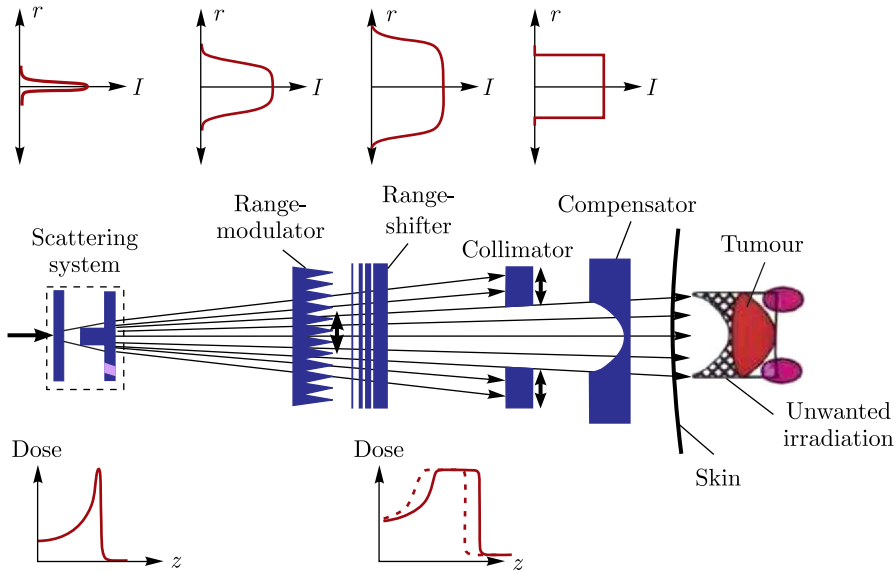 r
I
r
I
r
I
r
I
Scattering
system
Range-
modulator
Range-
shifter
Collimator
Compensator
Tumour
Unwanted
irradiation
Skin
Dose
z
Dose
z